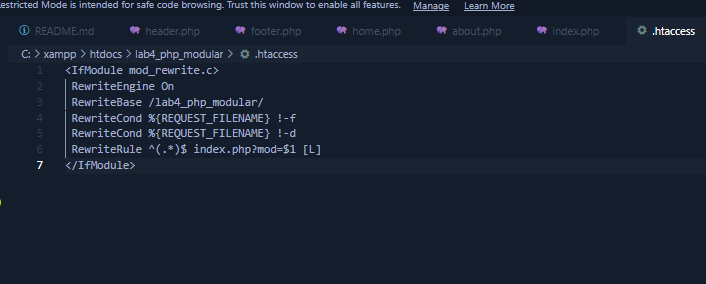 estricted Mode is intended for safe code browsing. Trust this window to enable all features. Manage Learn More
README.md header.php footer.php home.php about.php index.php .htaccess
C: > xampp > htdocs > lab4_php_modular > .htaccess
1 <IfModule mod_rewrite.c>
2 RewriteEngine On
3 RewriteBase /lab4_php_modular/
4 RewriteCond %{REQUEST_FILENAME} !-f
5 RewriteCond %{REQUEST_FILENAME} !-d
6 RewriteRule ^(.*)$ index.php?mod=$1 [L]
7 </IfModule>